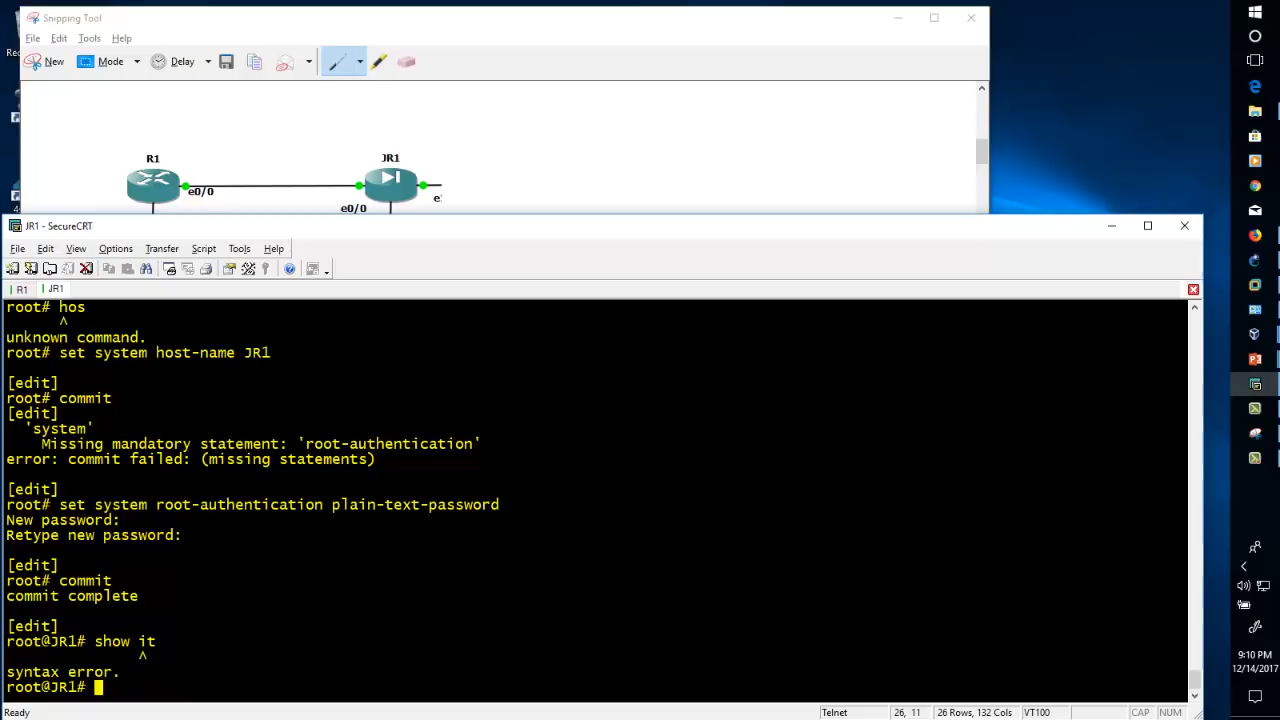 Snipping Tool
File Edit Tools Help
New Mode Delay
R1
JR1
e0/0
e0/0
JR1 - SecureCRT
File Edit View Options Transfer Script Tools Help
R1 JR1
root# hos
^
unknown command.
root# set system host-name JR1
[edit]
root# commit
[edit]
'system'
Missing mandatory statement: 'root-authentication'
error: commit failed: (missing statements)
[edit]
root# set system root-authentication plain-text-password
New password:
Retype new password:
[edit]
root# commit
commit complete
[edit]
root@JR1# show it
^
syntax error.
root@JR1#
Ready Telnet 26, 11 26 Rows, 132 Cols VT100 CAP NUM
9:10 PM
12/14/2017